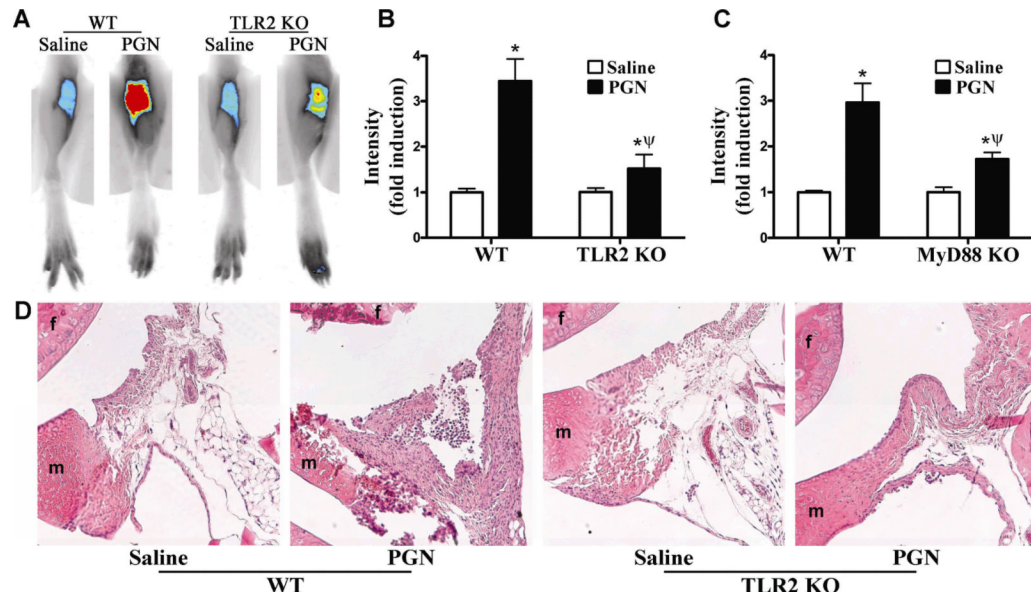 A
WT
TLR2 KO
Saline
PGN
Saline
PGN
B
Intensity
(fold induction)
4
3
2
1
0
*
*Ψ
Saline
PGN
WT
TLR2 KO
C
Intensity
(fold induction)
4
3
2
1
0
*
*Ψ
Saline
PGN
WT
MyD88 KO
D
f
m
f
m
f
m
f
m
Saline
PGN
Saline
PGN
WT
TLR2 KO